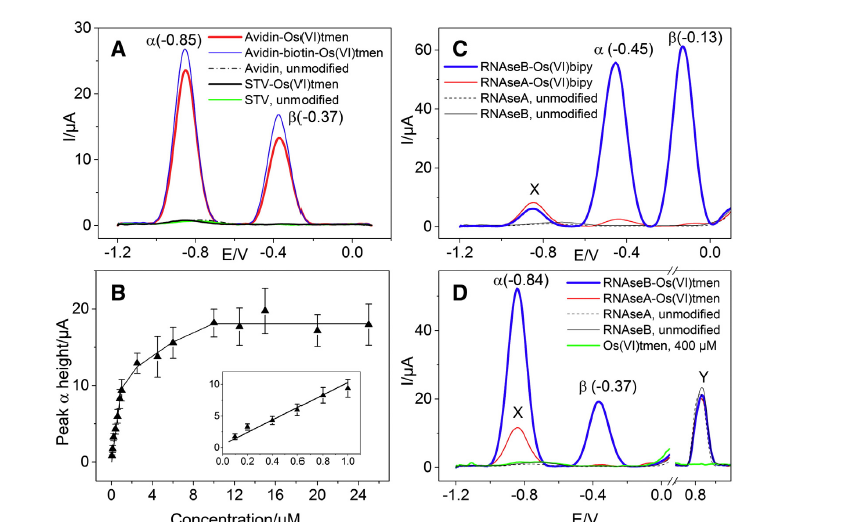 A
α(-0.85)
Avidin-Os(VI)tmen
Avidin-biotin-Os(VI)tmen
Avidin, unmodified
STV-Os(VI)tmen
STV, unmodified
β(-0.37)
30
20
10
0
I/µA
-1.2
-0.8
-0.4
0.0
E/V
C
RNAseB-Os(VI)bipy
RNAseA-Os(VI)bipy
RNAseA, unmodified
RNAseB, unmodified
α (-0.45)
β(-0.13)
X
60
40
20
0
I/µA
-1.2
-0.8
0.0
E/V
B
20
10
0
Peak α height/µA
10
5
0
0.0
0.2
0.4
0.6
0.8
1.0
0
4
8
12
16
20
24
Concentration/µM
D
α(-0.84)
RNAseB-Os(VI)tmen
RNAseA-Os(VI)tmen
RNAseA, unmodified
RNAseB, unmodified
Os(VI)tmen, 400 µM
β (-0.37)
X
Y
40
20
0
I/µA
-1.2
-0.8
-0.4
0.0
0.8
E/V